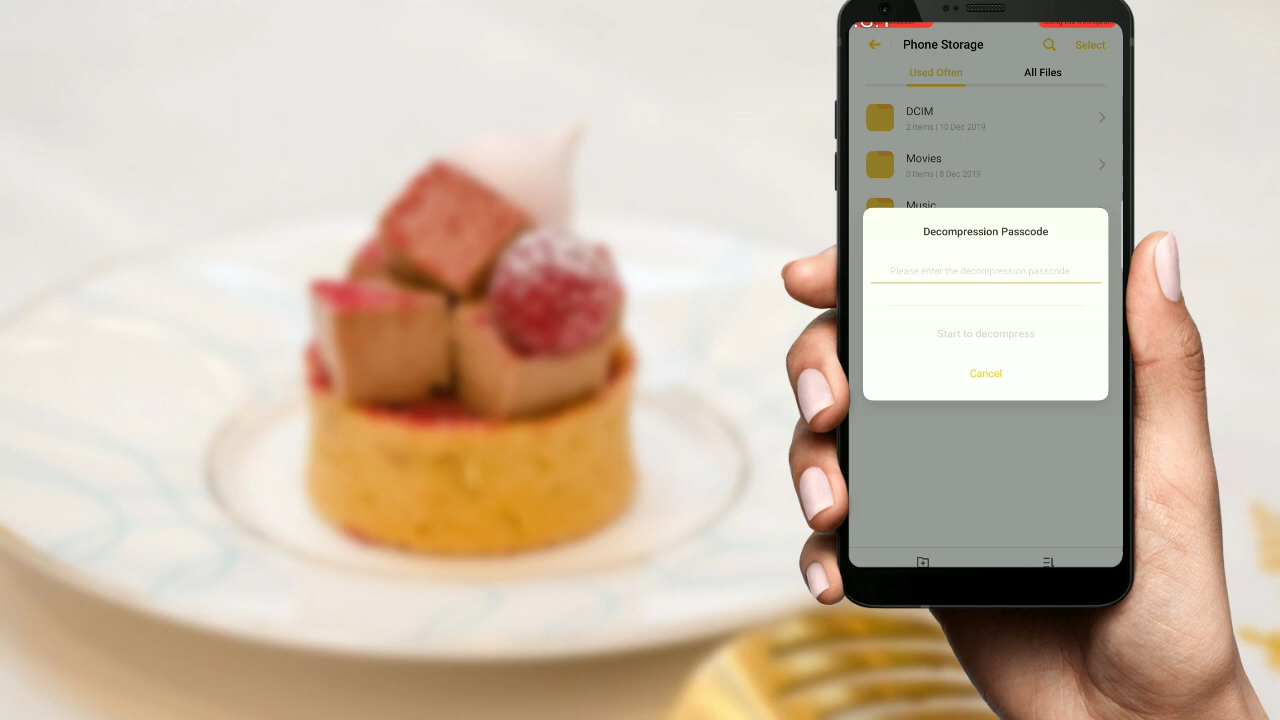 Phone Storage
Select
Used Often
All Files
DCIM
2 Items | 10 Dec 2019
Movies
0 Items | 8 Dec 2019
Music
Decompression Passcode
Please enter the decompression passcode
Start to decompress
Cancel